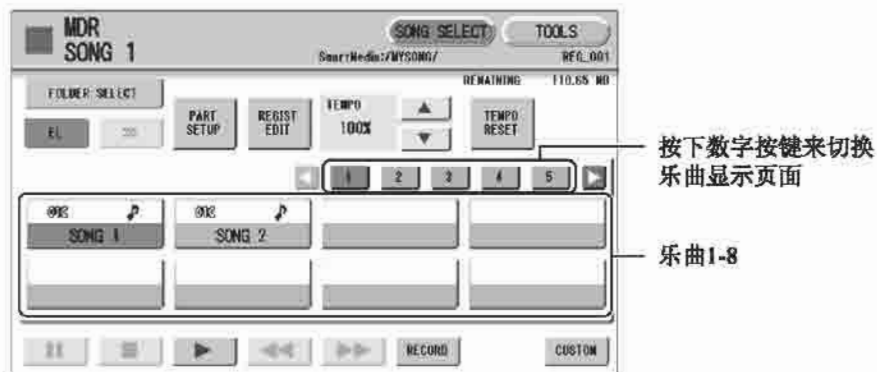 MDR
SONG 1
SONG SELECT
TOOLS
SmartMedia:/MYSONG/
REG_001
REMAINING 110.65 MB
FOLDER SELECT
EL
PART SETUP
REGIST EDIT
TEMPO
100%
TEMPO RESET
1 2 3 4 5
按下数字按键来切换
乐曲显示页面
SONG 1
SONG 2
乐曲1-8
RECORD
CUSTOM